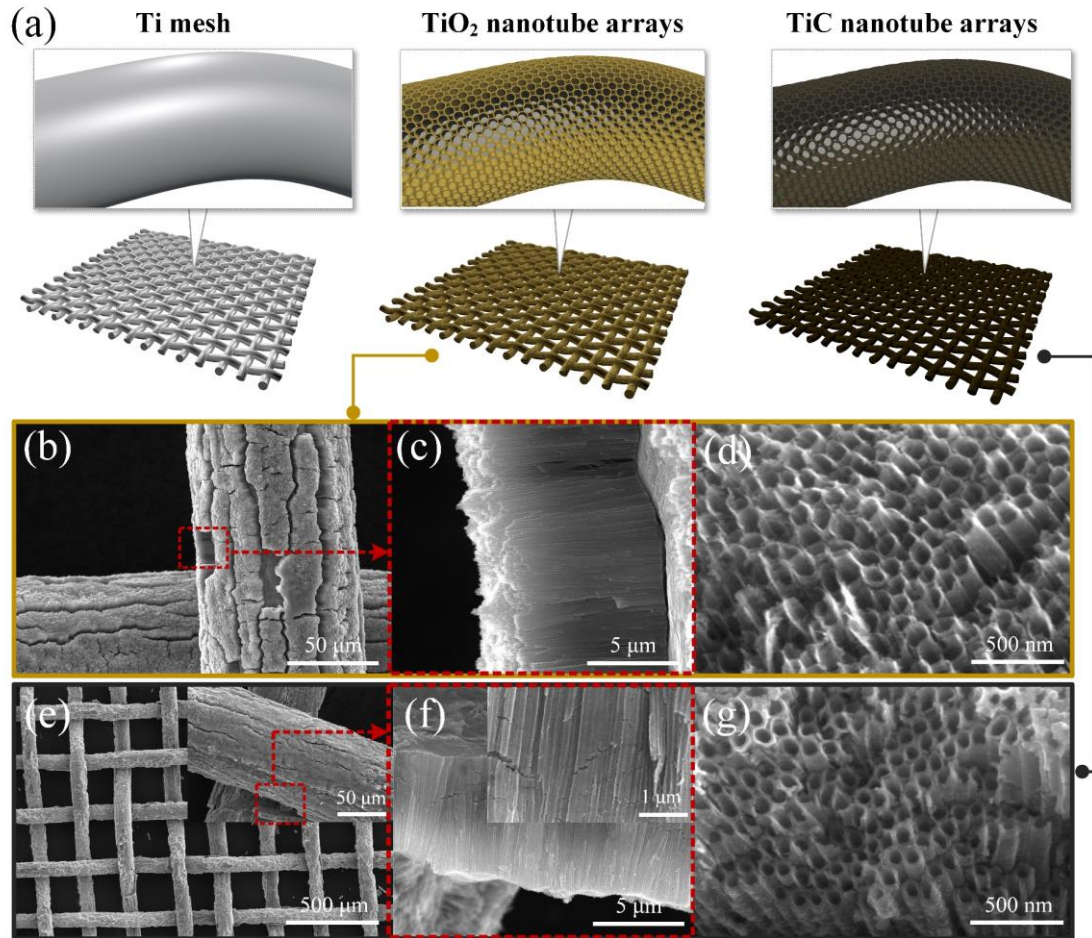 (a)
Ti mesh
TiO₂ nanotube arrays
TiC nanotube arrays
(b)
50 μm
(c)
5 μm
(d)
500 nm
(e)
50 μm
500 μm
(f)
1 μm
5 μm
(g)
500 nm